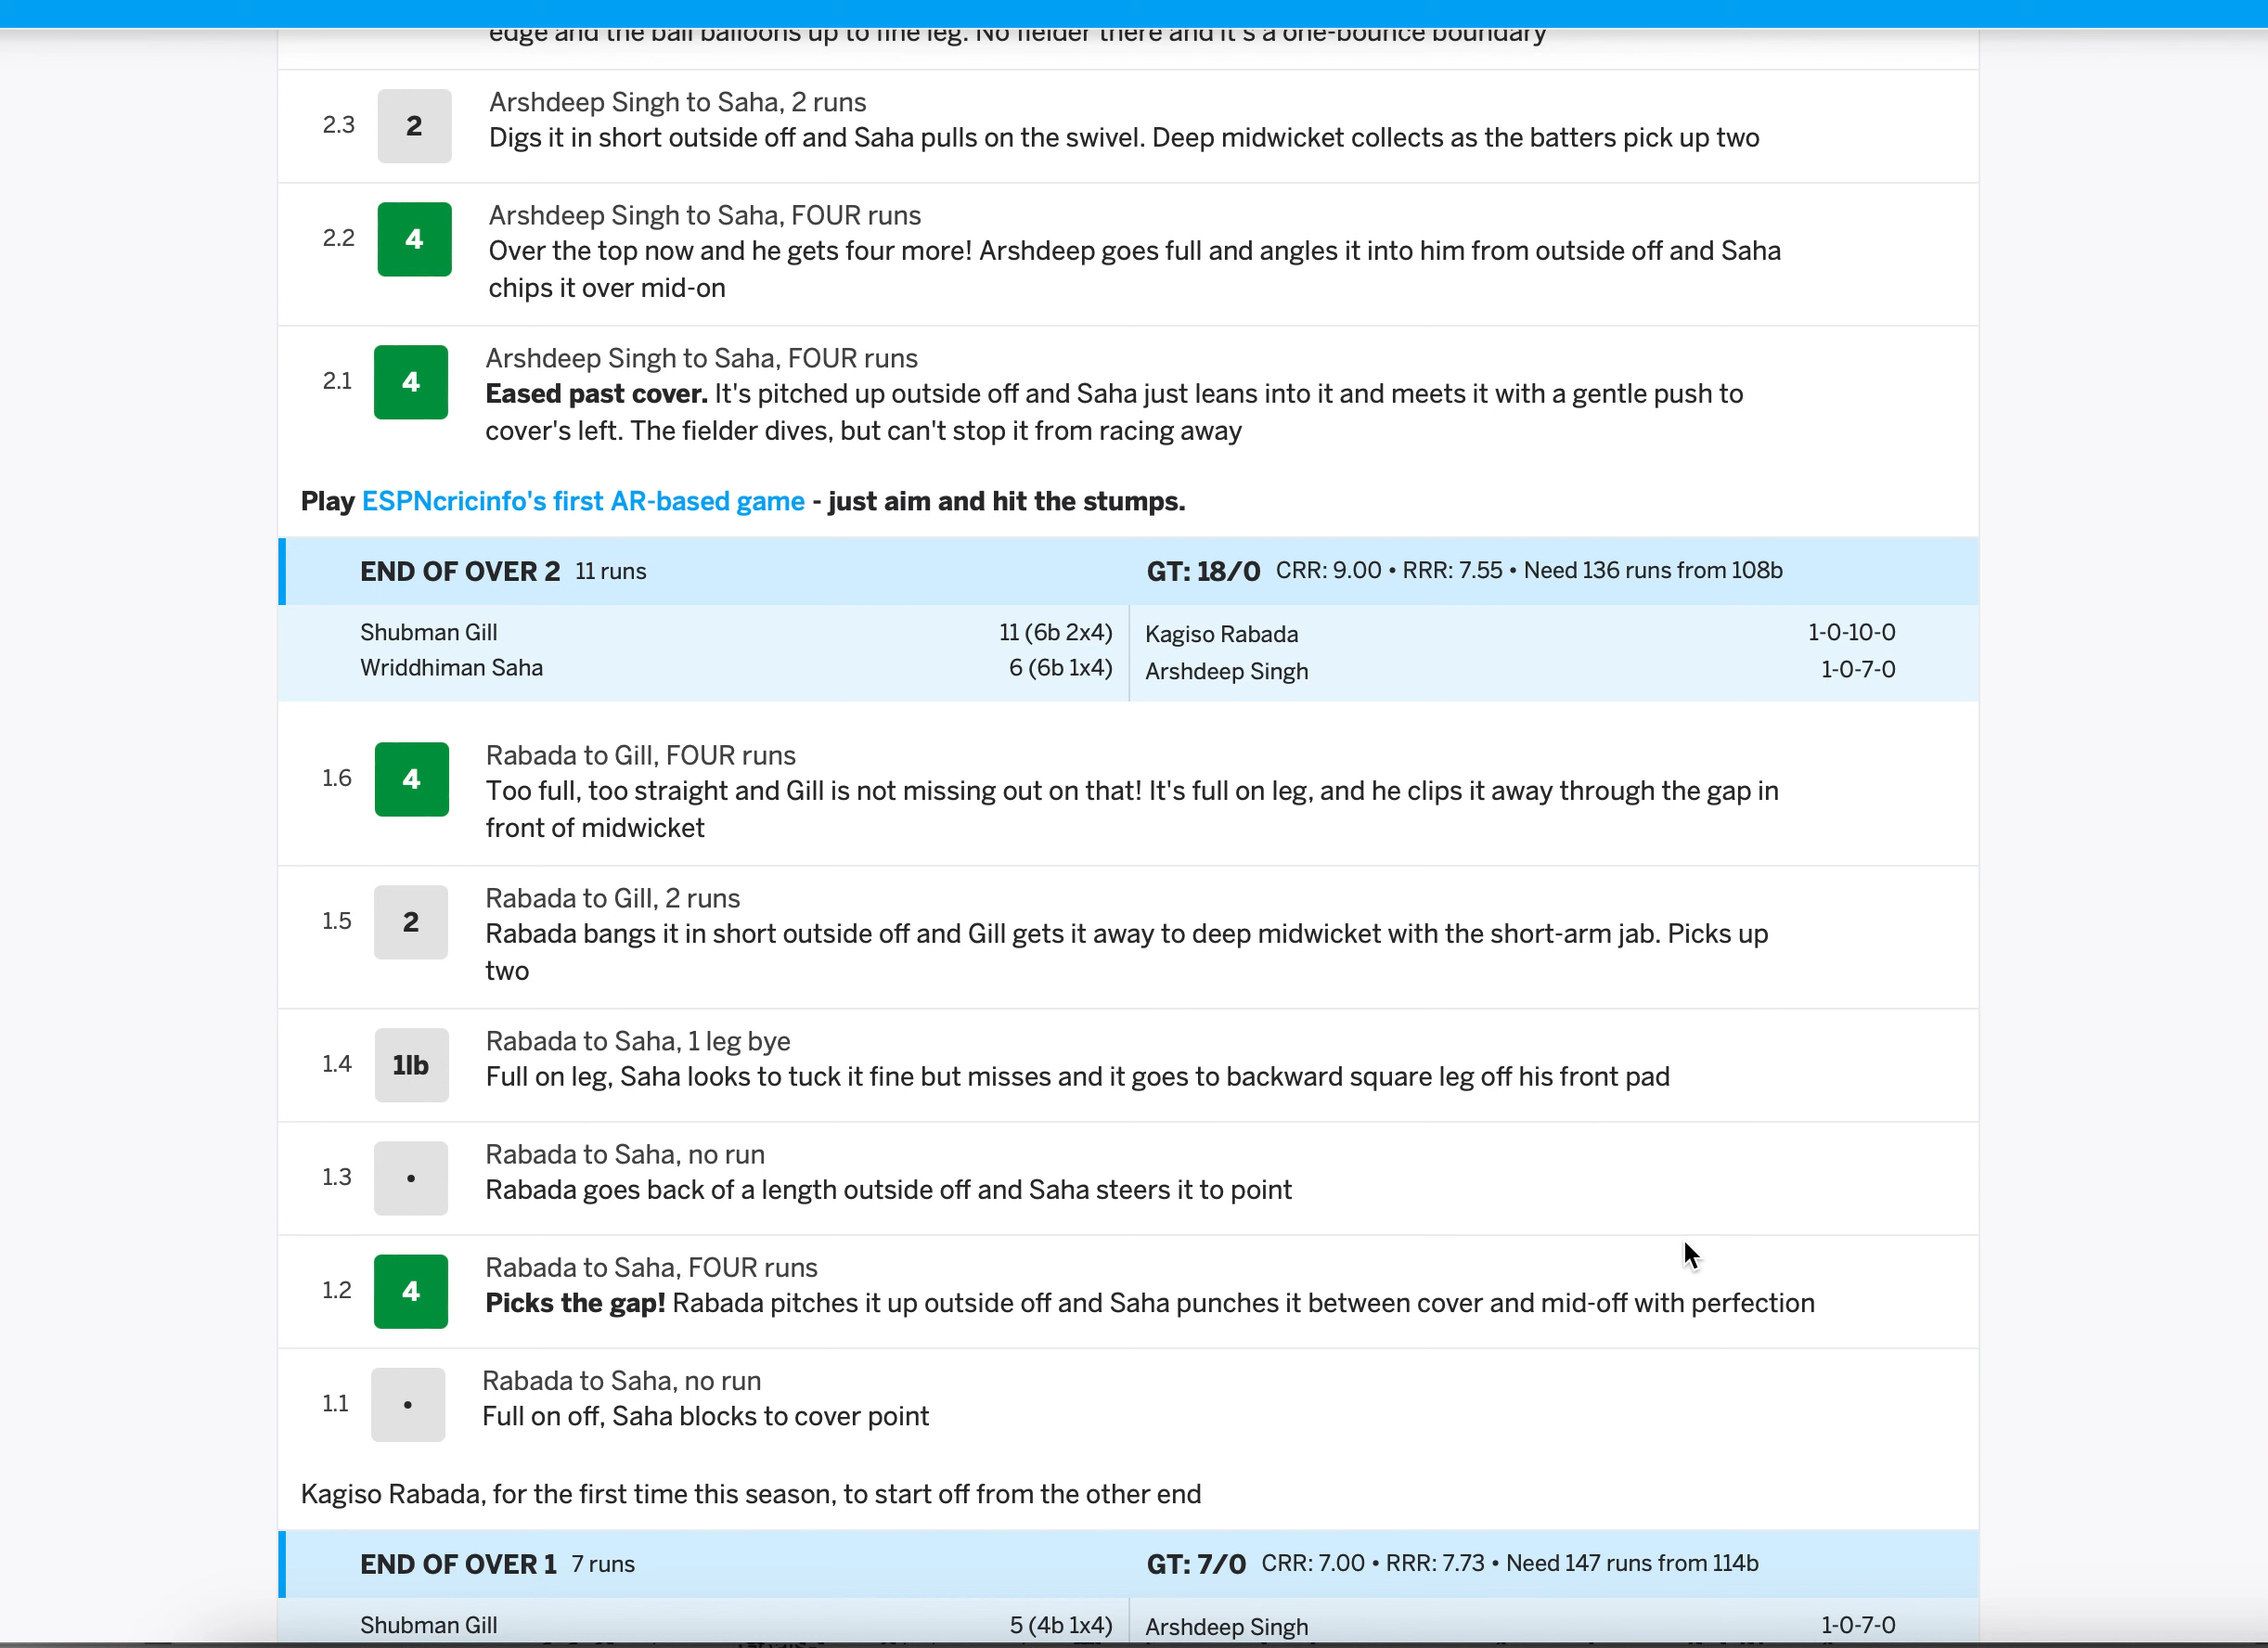 edge and the ball balloons up to fine leg. No fielder there and it's a one-bounce boundary
2.3
2
Arshdeep Singh to Saha, 2 runs
Digs it in short outside off and Saha pulls on the swivel. Deep midwicket collects as the batters pick up two
2.2
4
Arshdeep Singh to Saha, FOUR runs
Over the top now and he gets four more! Arshdeep goes full and angles it into him from outside off and Saha
chips it over mid-on
2.1
4
Arshdeep Singh to Saha, FOUR runs
Eased past cover. It's pitched up outside off and Saha just leans into it and meets it with a gentle push to
cover's left. The fielder dives, but can't stop it from racing away
Play ESPNcricinfo's first AR-based game - just aim and hit the stumps.
END OF OVER 2 11 runs
GT: 18/0 CRR: 9.00 • RRR: 7.55 • Need 136 runs from 108b
Shubman Gill 11 (6b 2x4)
Wriddhiman Saha 6 (6b 1x4)
Kagiso Rabada 1-0-10-0
Arshdeep Singh 1-0-7-0
1.6
4
Rabada to Gill, FOUR runs
Too full, too straight and Gill is not missing out on that! It's full on leg, and he clips it away through the gap in
front of midwicket
1.5
2
Rabada to Gill, 2 runs
Rabada bangs it in short outside off and Gill gets it away to deep midwicket with the short-arm jab. Picks up
two
1.4
1lb
Rabada to Saha, 1 leg bye
Full on leg, Saha looks to tuck it fine but misses and it goes to backward square leg off his front pad
1.3
•
Rabada to Saha, no run
Rabada goes back of a length outside off and Saha steers it to point
1.2
4
Rabada to Saha, FOUR runs
Picks the gap! Rabada pitches it up outside off and Saha punches it between cover and mid-off with perfection
1.1
•
Rabada to Saha, no run
Full on off, Saha blocks to cover point
Kagiso Rabada, for the first time this season, to start off from the other end
END OF OVER 1 7 runs
GT: 7/0 CRR: 7.00 • RRR: 7.73 • Need 147 runs from 114b
Shubman Gill 5 (4b 1x4)
Arshdeep Singh 1-0-7-0